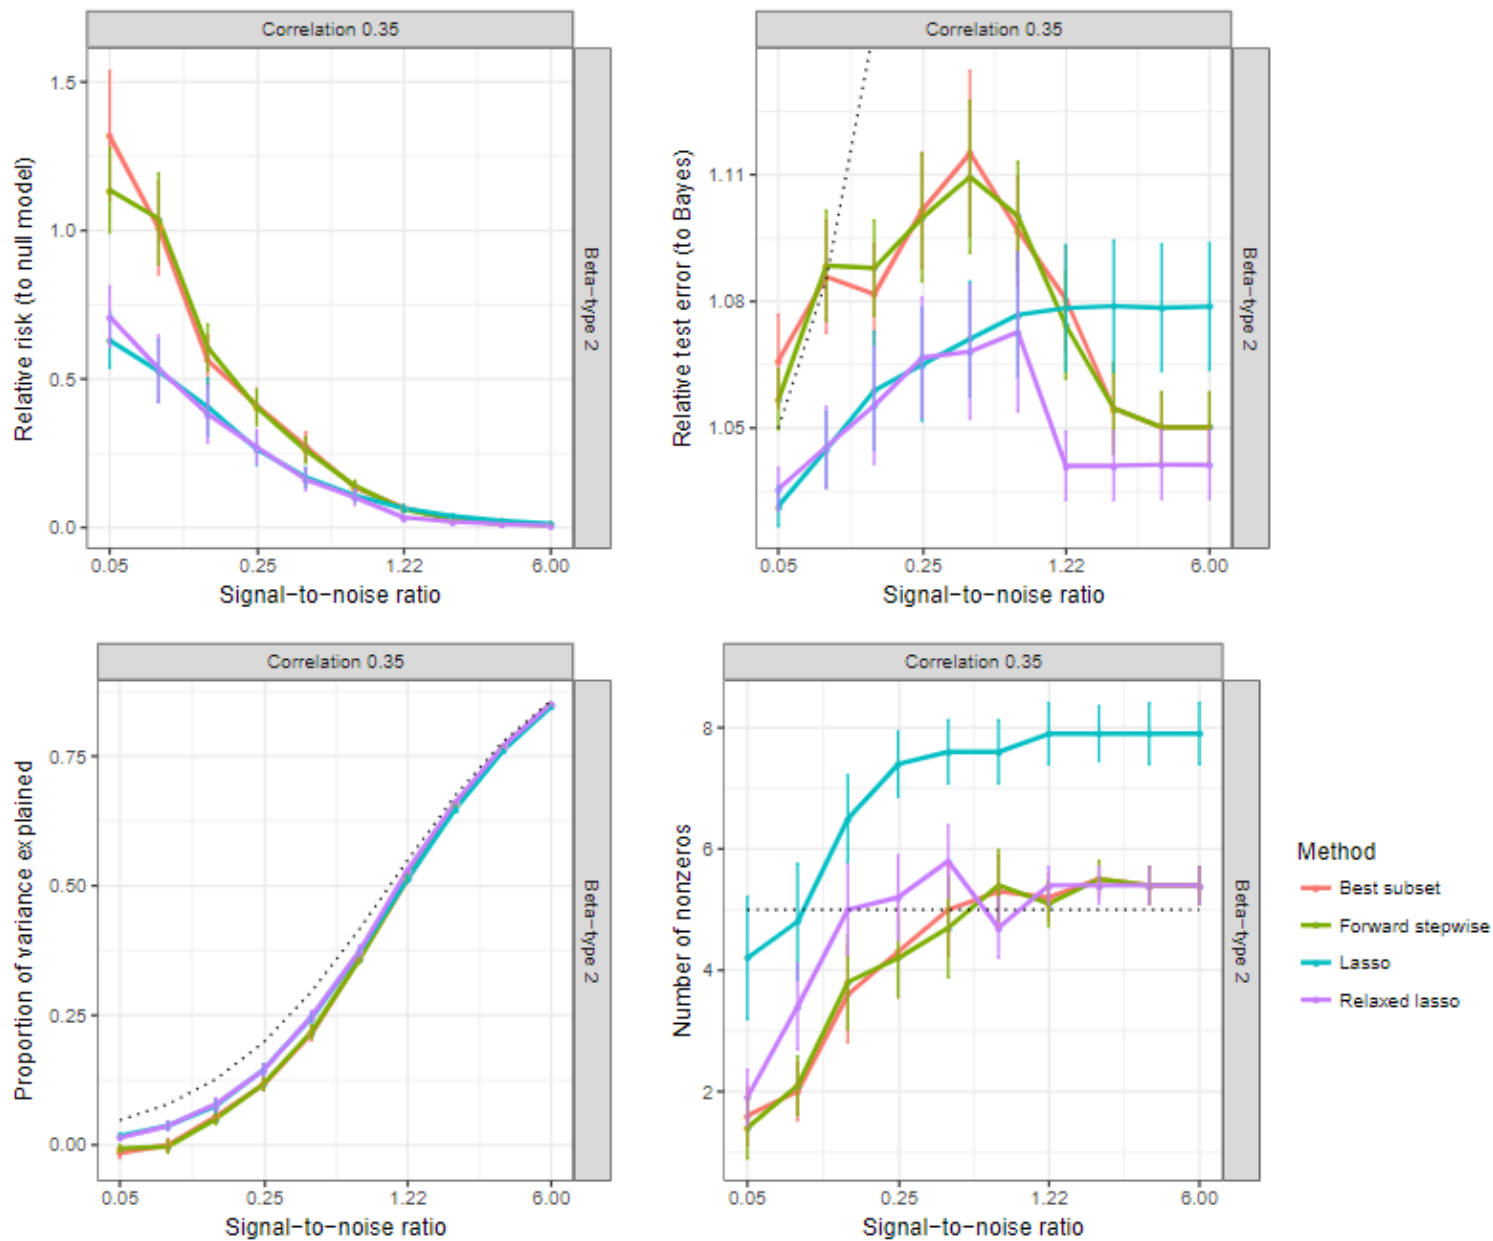 Correlation 0.35
Relative risk (to null model)
1.5
1.0
0.5
0.0
Beta-type 2
0.05 0.25 1.22 6.00
Signal-to-noise ratio
Correlation 0.35
Relative test error (to Bayes)
1.11
1.08
1.05
Beta-type 2
0.05 0.25 1.22 6.00
Signal-to-noise ratio
Correlation 0.35
Proportion of variance explained
0.75
0.50
0.25
0.00
Beta-type 2
0.05 0.25 1.22 6.00
Signal-to-noise ratio
Correlation 0.35
Number of nonzeros
8
6
4
2
Beta-type 2
0.05 0.25 1.22 6.00
Signal-to-noise ratio
Method
Best subset
Forward stepwise
Lasso
Relaxed lasso